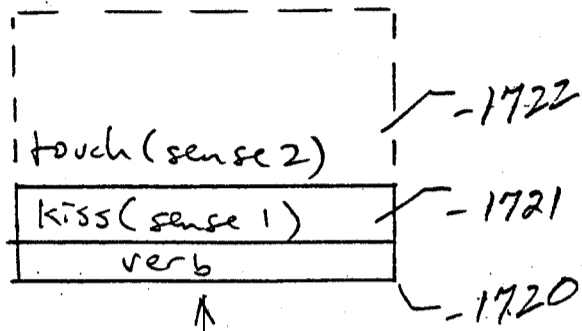 -1722
touch (sense 2)
kiss (sense 1)
-1721
verb
-1720